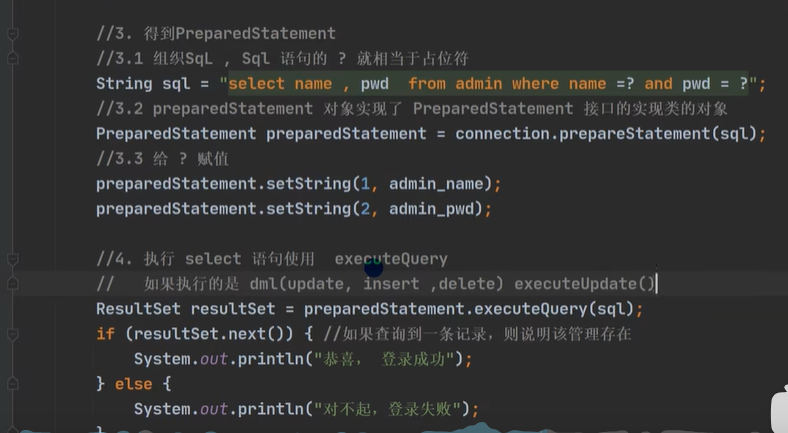 //3. 得到PreparedStatement
//3.1 组织SqL , Sql 语句的 ? 就相当于占位符
String sql = "select name , pwd  from admin where name =? and pwd = ?";
//3.2 preparedStatement 对象实现了 PreparedStatement 接口的实现类的对象
PreparedStatement preparedStatement = connection.prepareStatement(sql);
//3.3 给 ? 赋值
preparedStatement.setString(1, admin_name);
preparedStatement.setString(2, admin_pwd);
//4. 执行 select 语句使用  executeQuery
//   如果执行的是 dml(update, insert ,delete) executeUpdate()
ResultSet resultSet = preparedStatement.executeQuery(sql);
if (resultSet.next()) { //如果查询到一条记录，则说明该管理存在
System.out.println("恭喜， 登录成功");
} else {
System.out.println("对不起，登录失败");
}